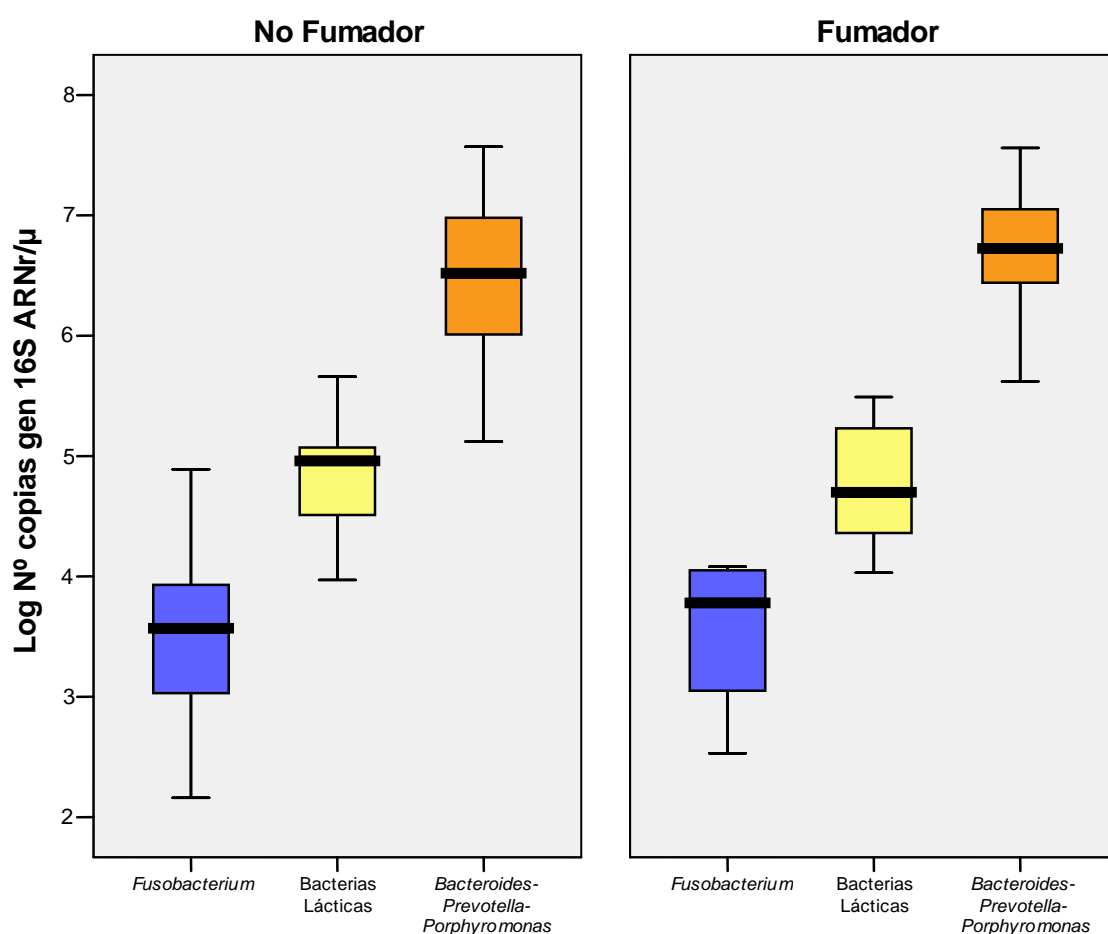 No Fumador
Fumador
Log Nº copias gen 16S ARNr/μ
8
7
6
5
4
3
2
Fusobacterium
Bacterias
Lácticas
Bacteroides-
Prevotella-
Porphyromonas
Fusobacterium
Bacterias
Lácticas
Bacteroides-
Prevotella-
Porphyromonas